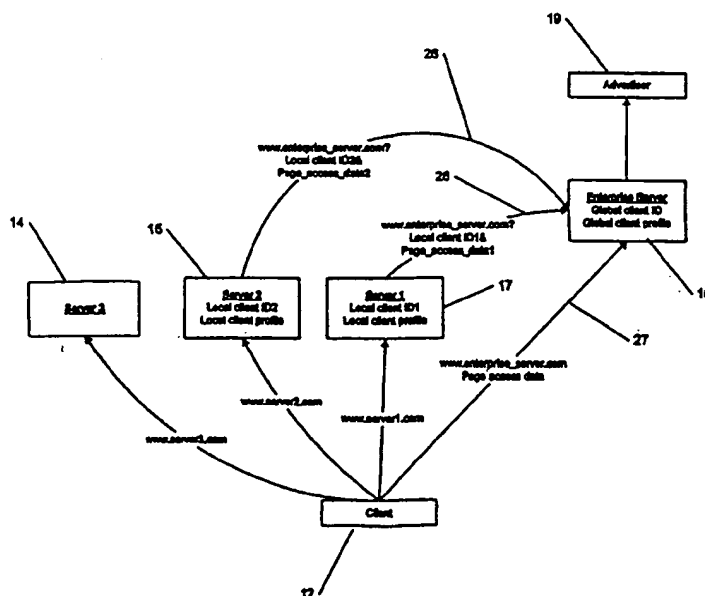 19
Advertiser
26
www.enterprise_server.com?
Local client ID2&
Page_access_data2
26
Enterprise Server
Global client ID
Global client profile
www.enterprise_server.com?
Local client ID1&
Page_access_data1
14
15
Server 3
Server 2
Local client ID2
Local client profile
Server 1
Local client ID1
Local client profile
17
27
www.enterprise_server.com
Page access data
www.server3.com
www.server2.com
www.server1.com
Client
12